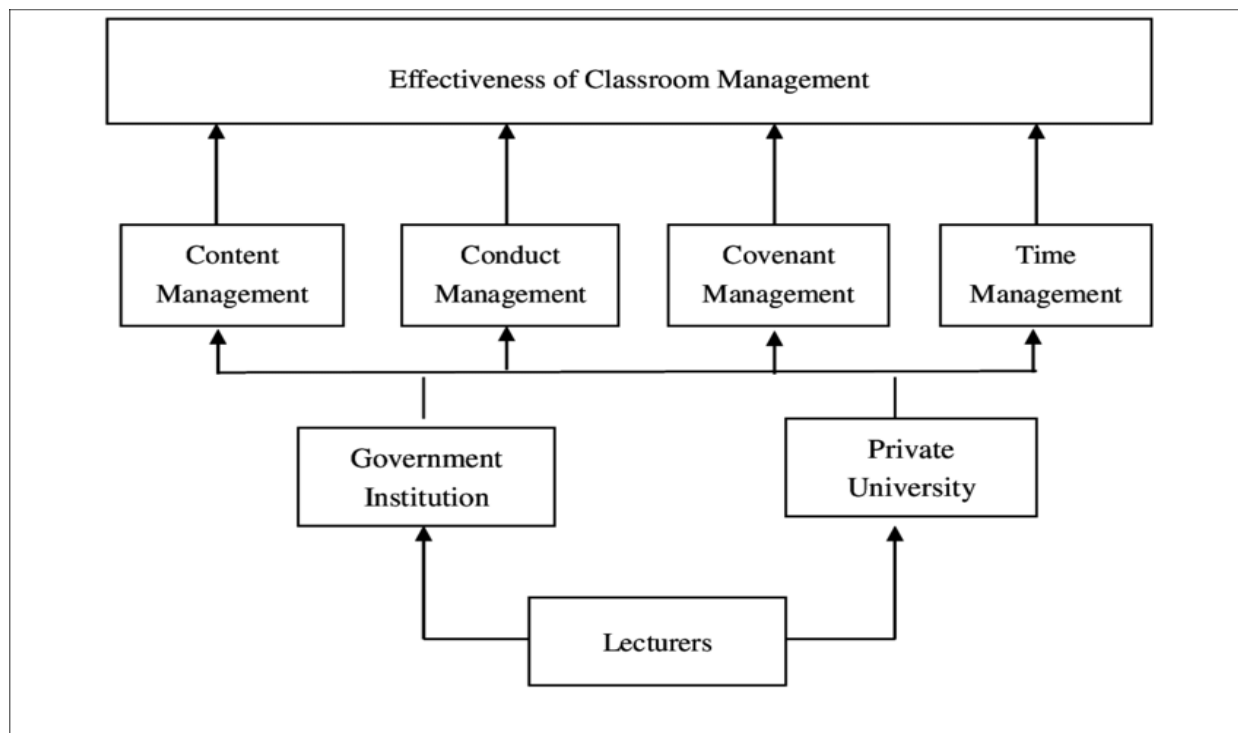 Effectiveness of Classroom Management
Content
Management
Conduct
Management
Covenant
Management
Time
Management
Government
Institution
Private
University
Lecturers